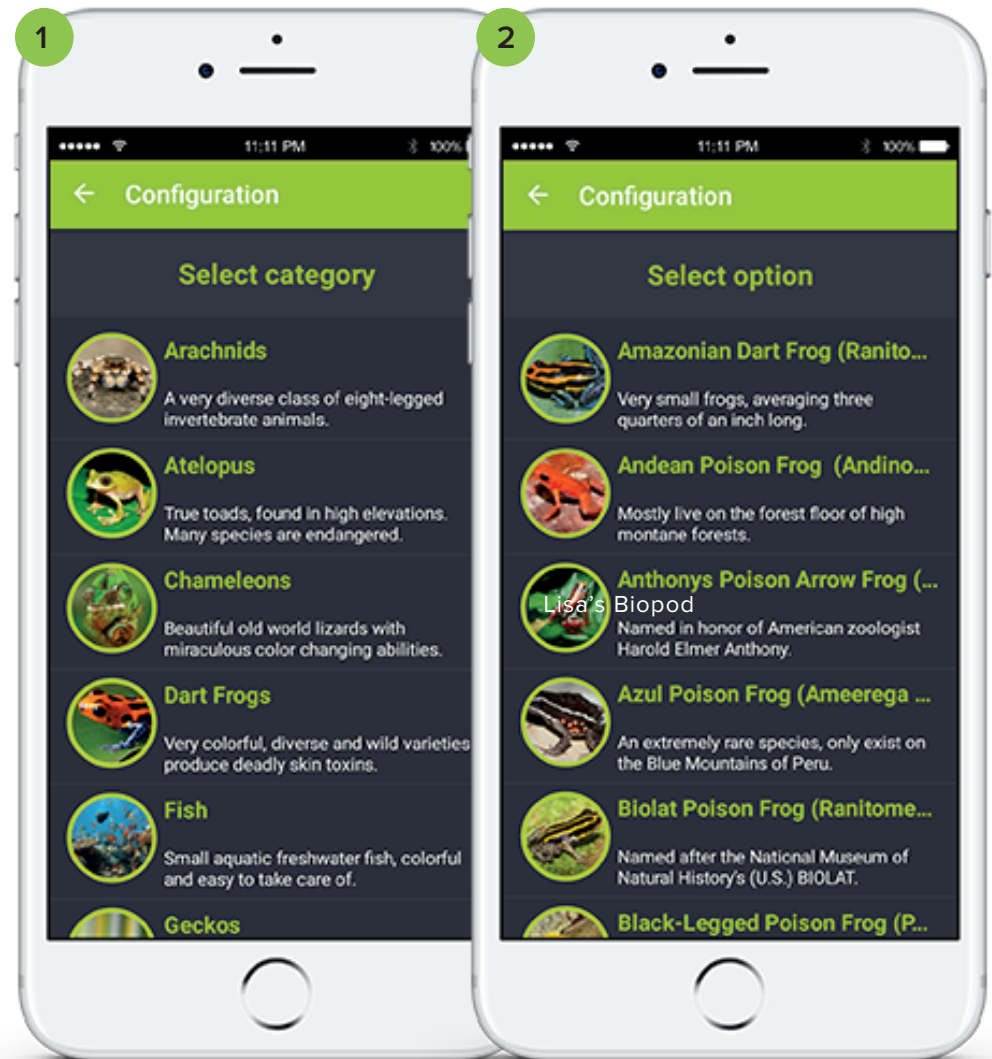 1
11:11 PM
100%
Configuration
Select category
Arachnids
A very diverse class of eight-legged
invertebrate animals.
Atelopus
True toads, found in high elevations.
Many species are endangered.
Chameleons
Beautiful old world lizards with
miraculous color changing abilities.
Dart Frogs
Very colorful, diverse and wild varieties
produce deadly skin toxins.
Fish
Small aquatic freshwater fish, colorful
and easy to take care of.
Geckos
2
11:11 PM
100%
Configuration
Select option
Amazonian Dart Frog (Ranito...
Very small frogs, averaging three
quarters of an inch long.
Andean Poison Frog (Andino...
Mostly live on the forest floor of high
montane forests.
Anthonys Poison Arrow Frog (...
Lisa's Biopod
Named in honor of American zoologist
Harold Elmer Anthony.
Azul Poison Frog (Ameerega ...
An extremely rare species, only exist on
the Blue Mountains of Peru.
Biolat Poison Frog (Ranitome...
Named after the National Museum of
Natural History's (U.S.) BIOLAT.
Black-Legged Poison Frog (P...